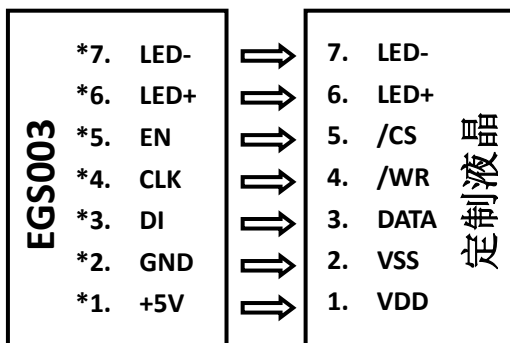 EGS003
*7. LED-
*6. LED+
*5. EN
*4. CLK
*3. DI
*2. GND
*1. +5V
7. LED-
6. LED+
5. /CS
4. /WR
3. DATA
2. VSS
1. VDD
定制液晶